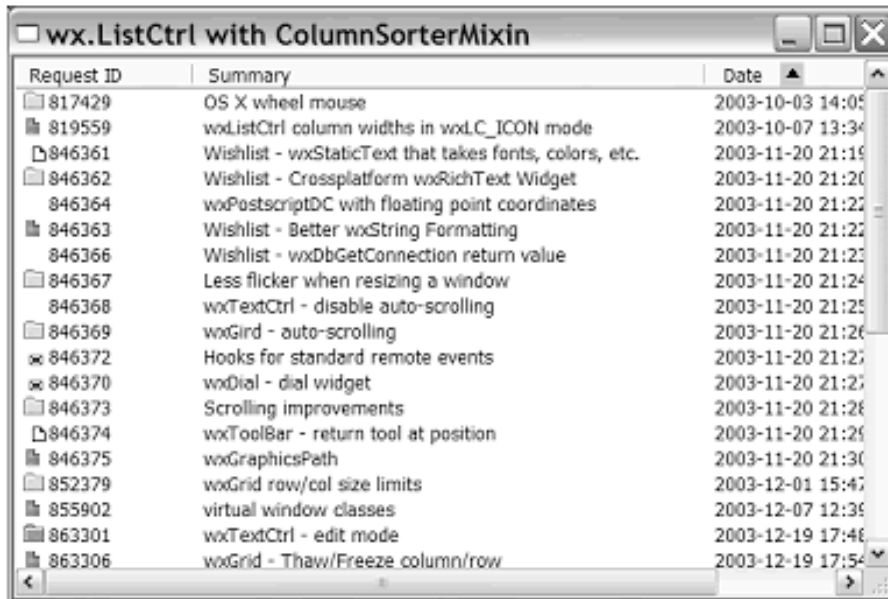 wx.ListCtrl with ColumnSorterMixin
Request ID Summary Date
817429 OS X wheel mouse 2003-10-03 14:05
819559 wxListCtrl column widths in wxLC_ICON mode 2003-10-07 13:34
846361 Wishlist - wxStaticText that takes fonts, colors, etc. 2003-11-20 21:19
846362 Wishlist - Crossplatform wxRichText Widget 2003-11-20 21:20
846364 wxPostscriptDC with floating point coordinates 2003-11-20 21:22
846363 Wishlist - Better wxString Formatting 2003-11-20 21:22
846366 Wishlist - wxDbGetConnection return value 2003-11-20 21:23
846367 Less flicker when resizing a window 2003-11-20 21:24
846368 wxTextCtrl - disable auto-scrolling 2003-11-20 21:25
846369 wxGird - auto-scrolling 2003-11-20 21:26
846372 Hooks for standard remote events 2003-11-20 21:27
846370 wxDial - dial widget 2003-11-20 21:27
846373 Scrolling improvements 2003-11-20 21:28
846374 wxToolBar - return tool at position 2003-11-20 21:29
846375 wxGraphicsPath 2003-11-20 21:30
852379 wxGrid row/col size limits 2003-12-01 15:47
855902 virtual window classes 2003-12-07 12:39
863301 wxTextCtrl - edit mode 2003-12-19 17:48
863306 wxGrid - Thaw/Freeze column/row 2003-12-19 17:54